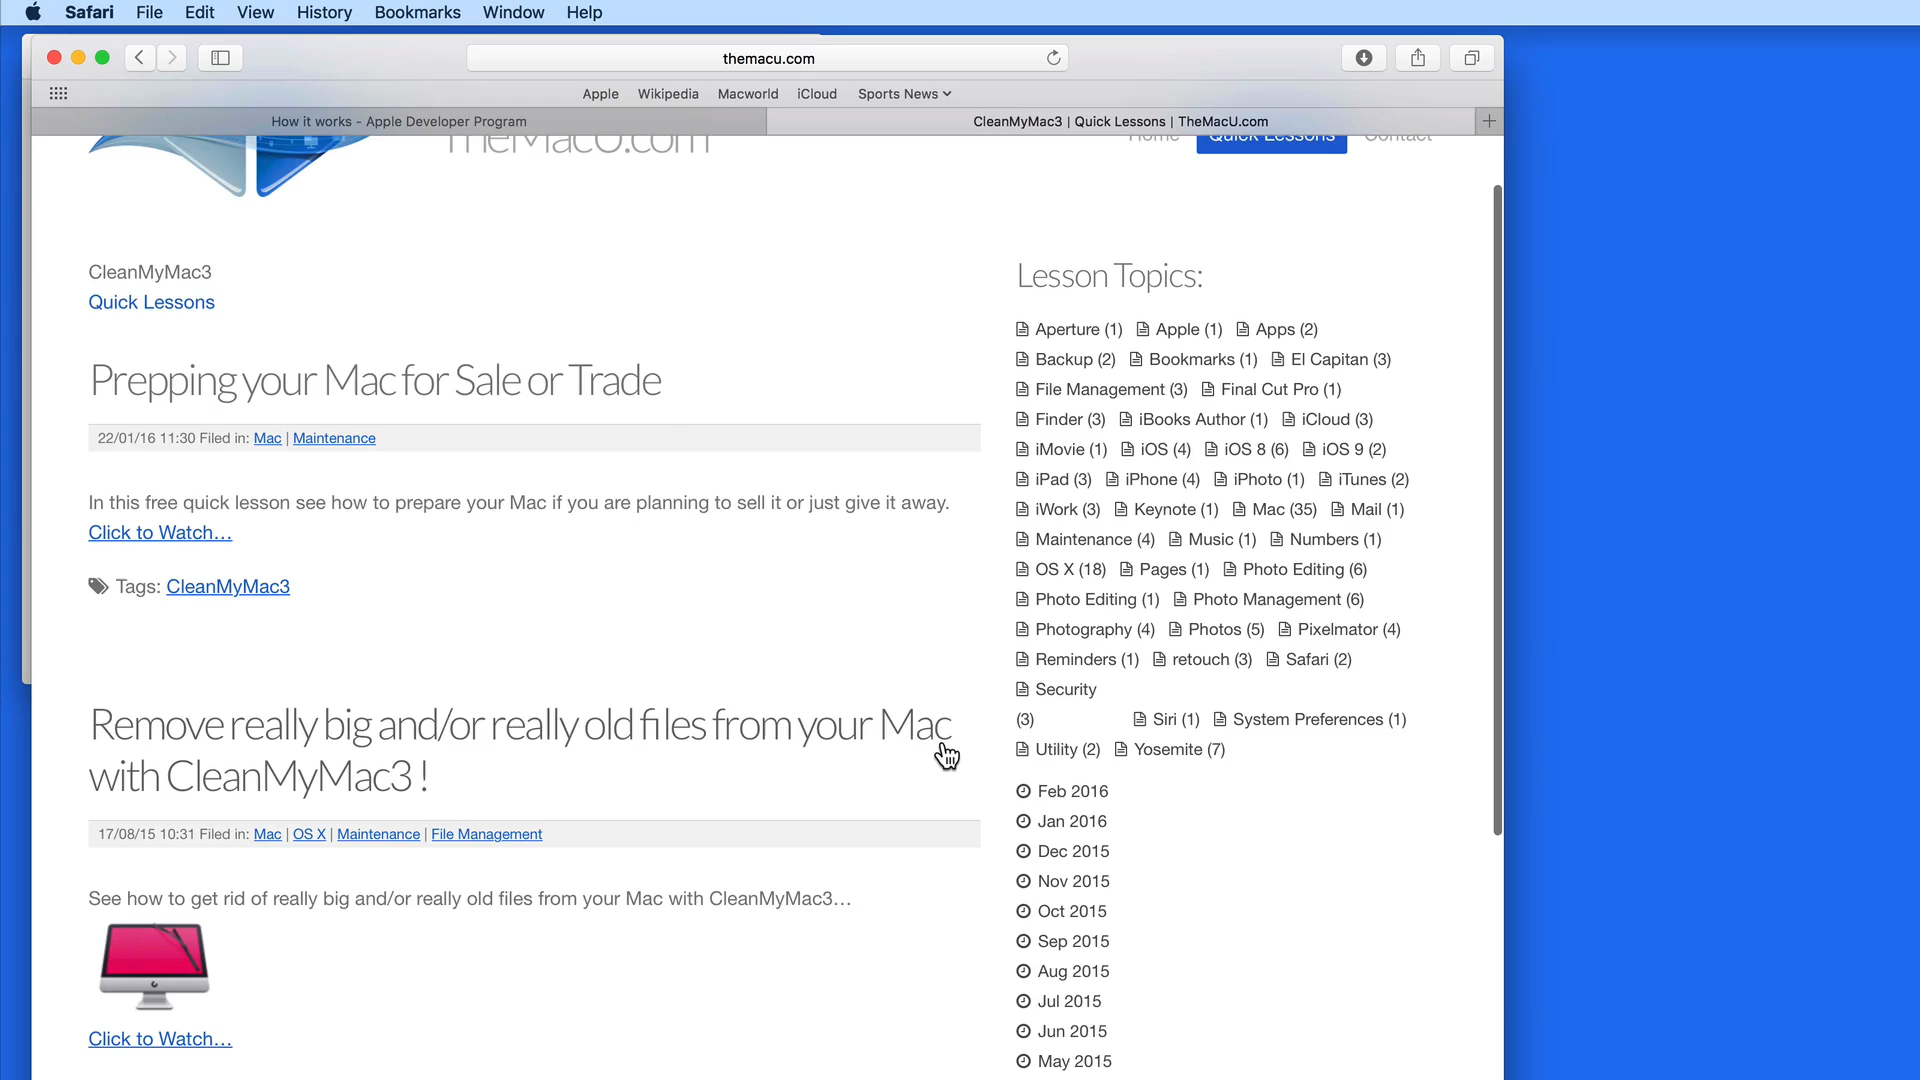 Safari File Edit View History Bookmarks Window Help
themacu.com
Apple Wikipedia Macworld iCloud Sports News
How it works - Apple Developer Program
CleanMyMac3 | Quick Lessons | TheMacU.com
TheMacU.com
Home Quick Lessons Contact
CleanMyMac3
Quick Lessons
Prepping your Mac for Sale or Trade
22/01/16 11:30 Filed in: Mac | Maintenance
In this free quick lesson see how to prepare your Mac if you are planning to sell it or just give it away.
Click to Watch...
Tags: CleanMyMac3
Remove really big and/or really old files from your Mac
with CleanMyMac3 !
17/08/15 10:31 Filed in: Mac | OS X | Maintenance | File Management
See how to get rid of really big and/or really old files from your Mac with CleanMyMac3...
Click to Watch...
Lesson Topics:
Aperture (1) Apple (1) Apps (2)
Backup (2) Bookmarks (1) El Capitan (3)
File Management (3) Final Cut Pro (1)
Finder (3) iBooks Author (1) iCloud (3)
iMovie (1) iOS (4) iOS 8 (6) iOS 9 (2)
iPad (3) iPhone (4) iPhoto (1) iTunes (2)
iWork (3) Keynote (1) Mac (35) Mail (1)
Maintenance (4) Music (1) Numbers (1)
OS X (18) Pages (1) Photo Editing (6)
Photo Editing (1) Photo Management (6)
Photography (4) Photos (5) Pixelmator (4)
Reminders (1) retouch (3) Safari (2)
Security
(3) Siri (1) System Preferences (1)
Utility (2) Yosemite (7)
Feb 2016
Jan 2016
Dec 2015
Nov 2015
Oct 2015
Sep 2015
Aug 2015
Jul 2015
Jun 2015
May 2015